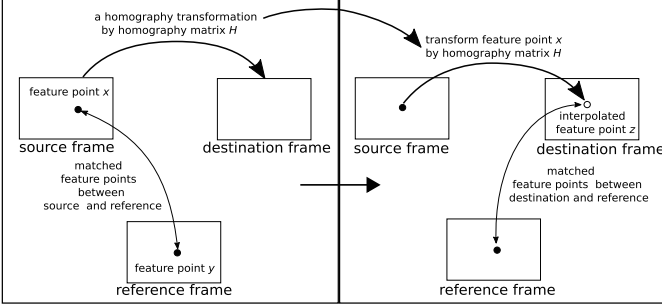 a homography transformation
by homography matrix H
feature point x
source frame
destination frame
matched
feature points
between
source and reference
feature point y
reference frame
transform feature point x
by homography matrix H
source frame
interpolated
feature point z
destination frame
matched
feature points between
destination and reference
reference frame